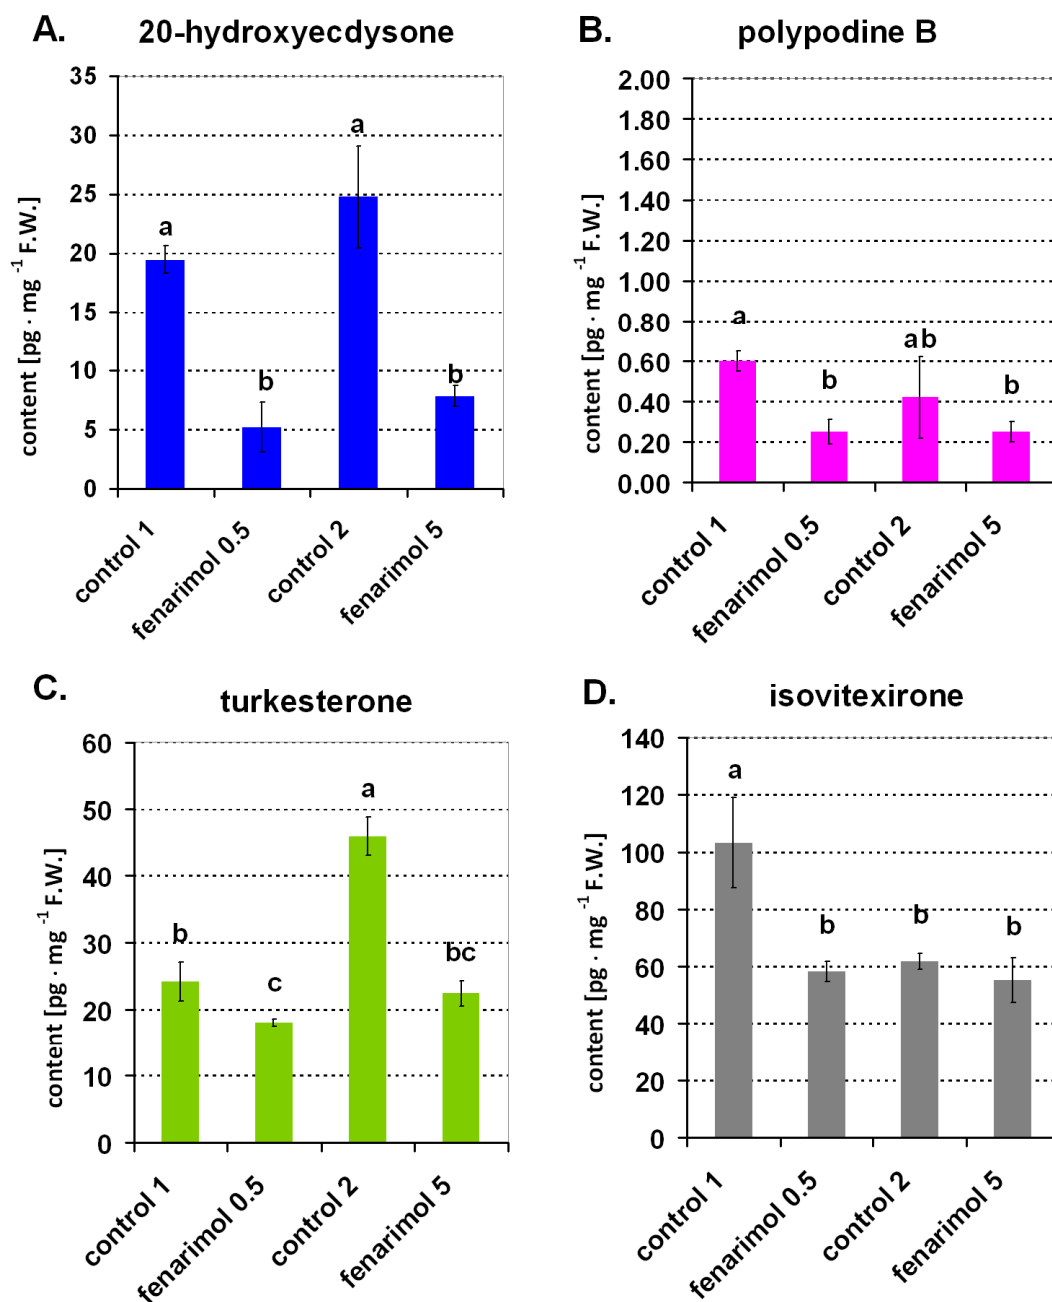 A. 20-hydroxyecdysone
content [pg · mg -1 F.W.]
35
30
25
20
15
10
5
0
a
b
a
b
control 1
fenarimol 0.5
control 2
fenarimol 5
B. polypodine B
content [pg · mg -1 F.W.]
2.00
1.80
1.60
1.40
1.20
1.00
0.80
0.60
0.40
0.20
0.00
a
b
ab
b
control 1
fenarimol 0.5
control 2
fenarimol 5
C. turkesterone
content [pg · mg -1 F.W.]
60
50
40
30
20
10
0
b
c
a
bc
control 1
fenarimol 0.5
control 2
fenarimol 5
D. isovitexirone
content [pg · mg -1 F.W.]
140
120
100
80
60
40
20
0
a
b
b
b
control 1
fenarimol 0.5
control 2
fenarimol 5